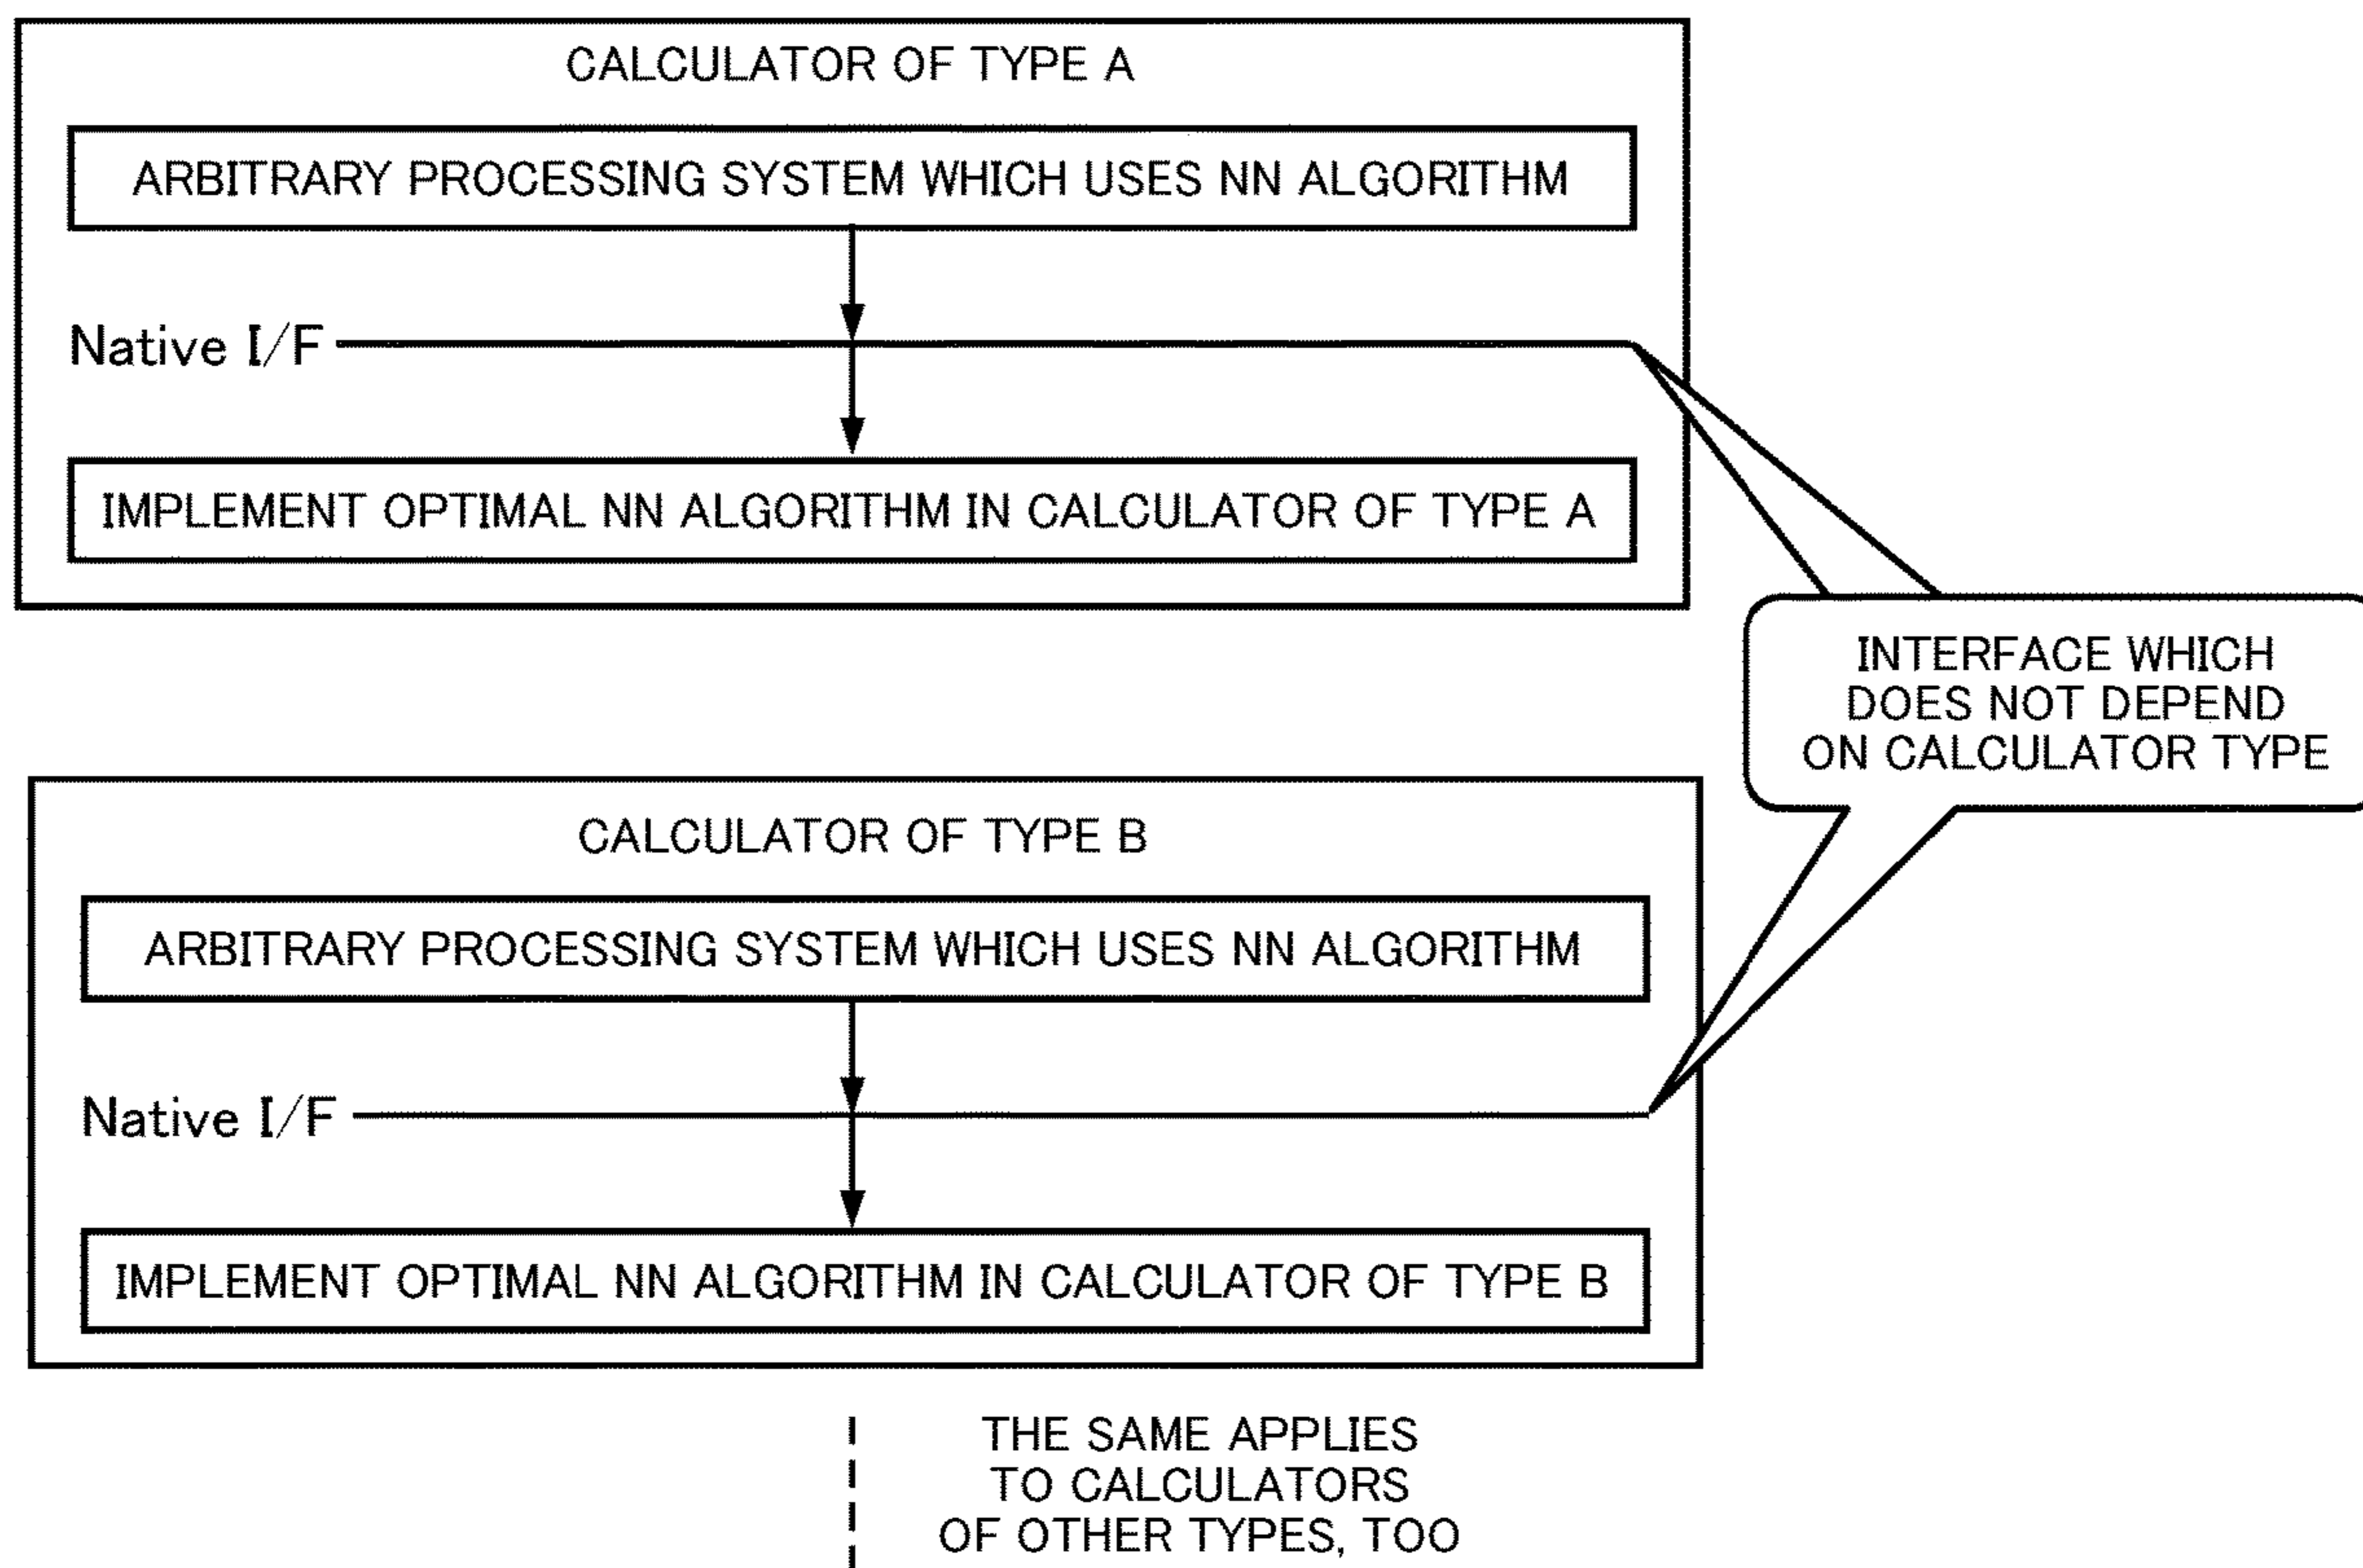 CALCULATOR OF TYPE A
ARBITRARY PROCESSING SYSTEM WHICH USES NN ALGORITHM
Native I/F
IMPLEMENT OPTIMAL NN ALGORITHM IN CALCULATOR OF TYPE A
INTERFACE WHICH
DOES NOT DEPEND
ON CALCULATOR TYPE
CALCULATOR OF TYPE B
ARBITRARY PROCESSING SYSTEM WHICH USES NN ALGORITHM
Native I/F
IMPLEMENT OPTIMAL NN ALGORITHM IN CALCULATOR OF TYPE B
THE SAME APPLIES
TO CALCULATORS
OF OTHER TYPES, TOO